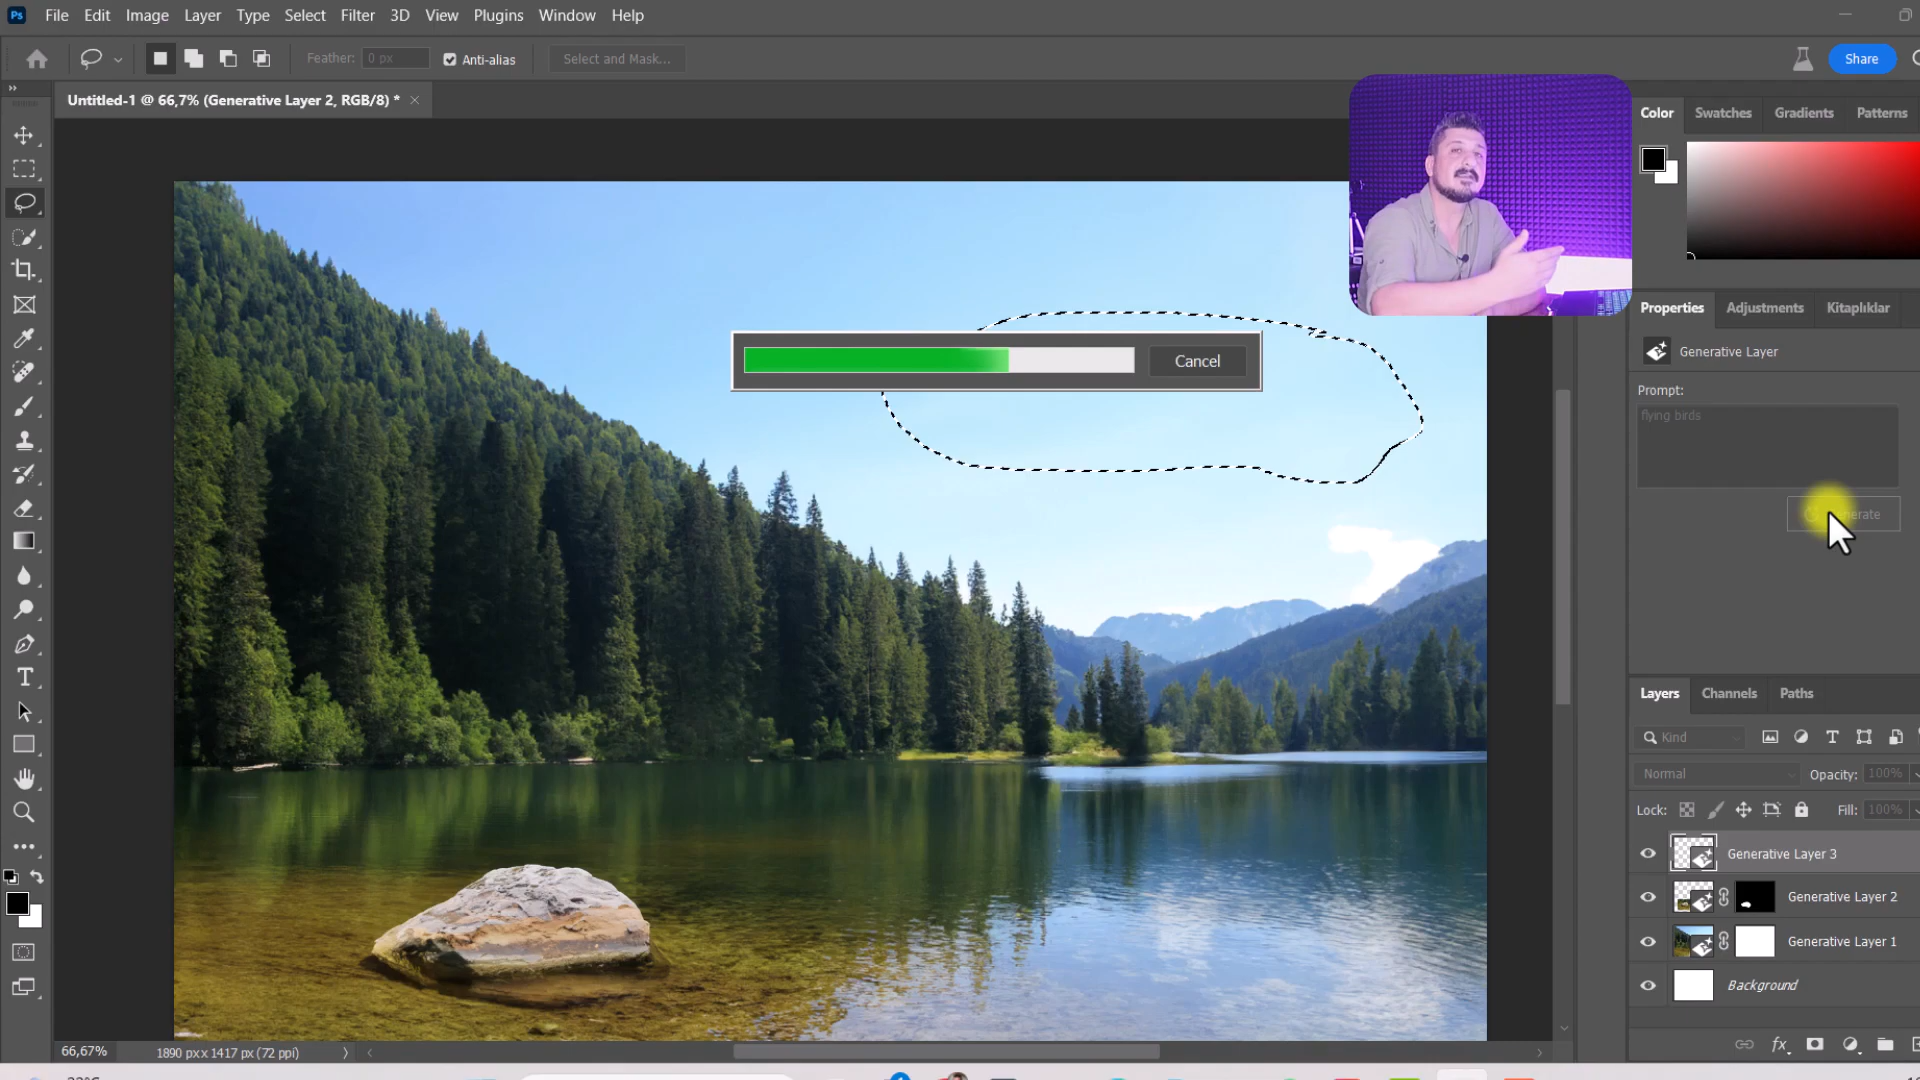 Ps File Edit Image Layer Type Select Filter 3D View Plugins Window Help
Feather: 0 px Anti-alias Select and Mask... Share
Untitled-1 @ 66,7% (Generative Layer 2, RGB/8) *
Color Swatches Gradients Patterns
Properties Adjustments Kitaplıklar
Generative Layer
Prompt:
flying birds
Cancel
Layers Channels Paths
Kind
Normal Opacity: 100%
Lock: Fill: 100%
Generative Layer 3
Generative Layer 2
Generative Layer 1
Background
fx
66,67% 1890 px x 1417 px (72 ppi)